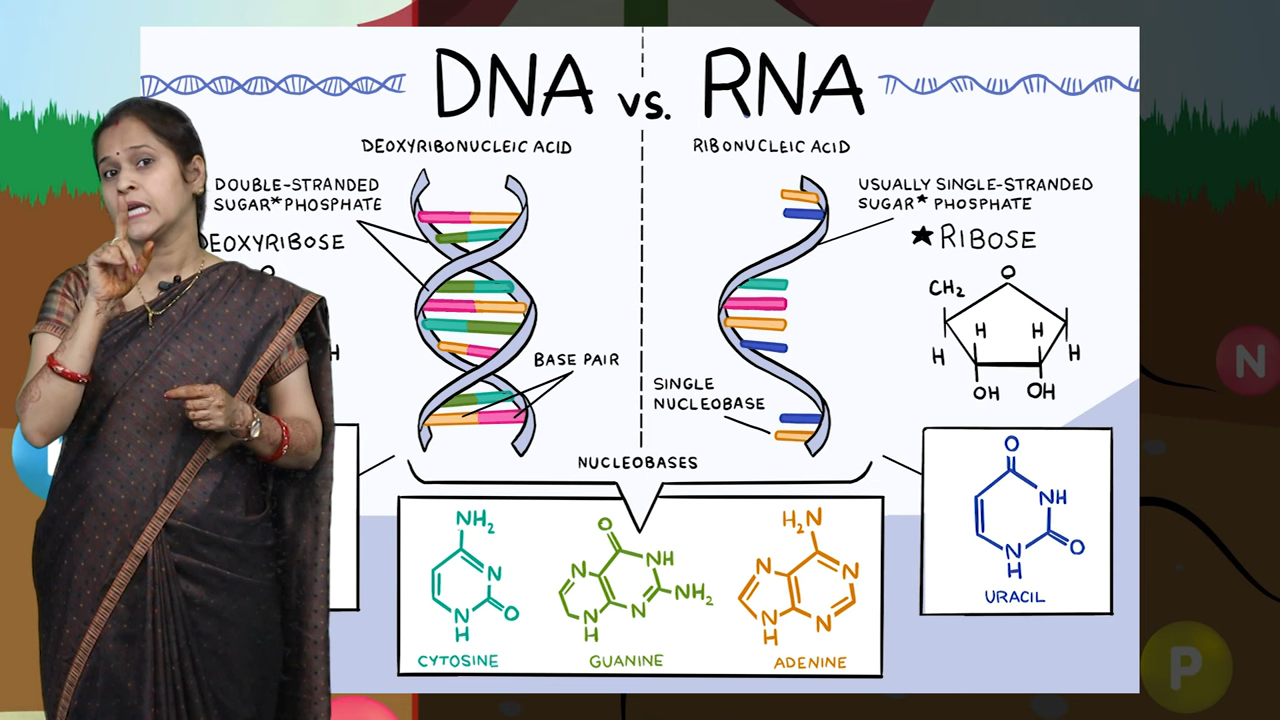 DNA vs. RNA
DEOXYRIBONUCLEIC ACID
RIBONUCLEIC ACID
DOUBLE-STRANDED
SUGAR* PHOSPHATE
DEOXYRIBOSE
O
H
BASE PAIR
USUALLY SINGLE-STRANDED
SUGAR* PHOSPHATE
★ RIBOSE
O
CH2
H H
H H
OH OH
SINGLE
NUCLEOBASE
NUCLEOBASES
NH2
N
O
N
H
CYTOSINE
O
N
NH
N
N
NH2
H
GUANINE
H2N
N
N
N
N
H
ADENINE
O
NH
O
N
H
URACIL
N
P